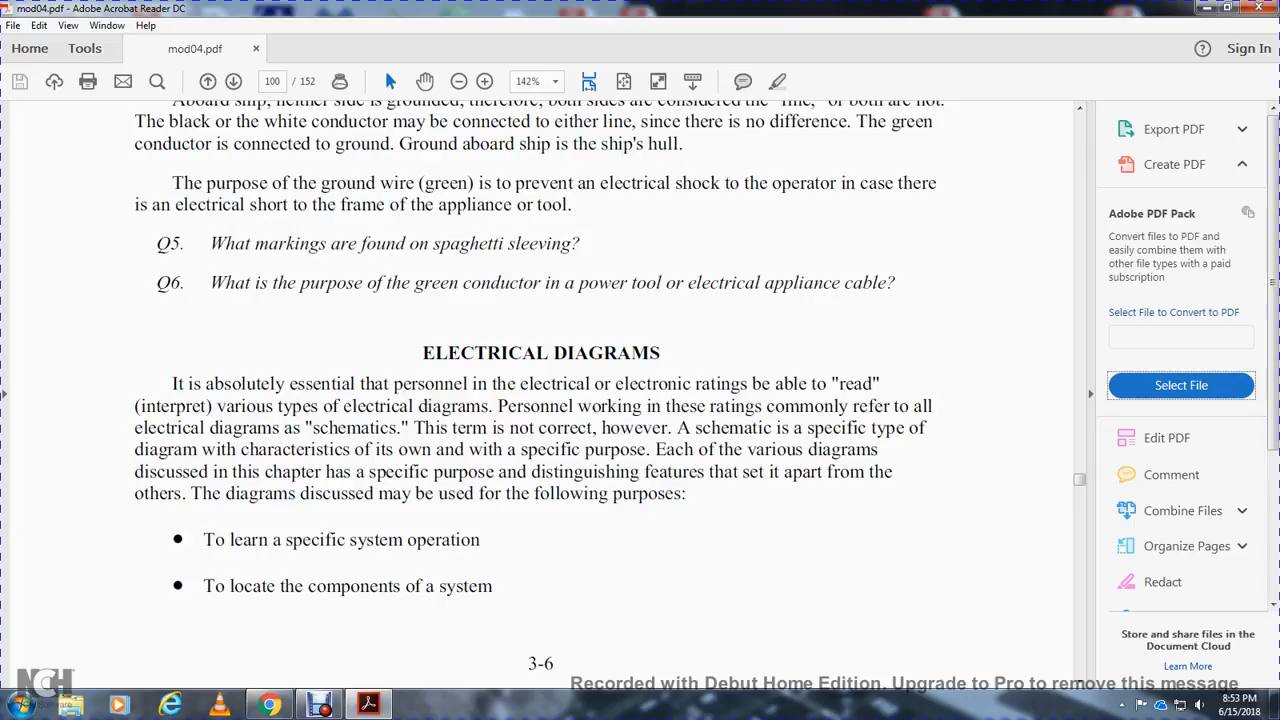 mod04.pdf - Adobe Acrobat Reader DC
File Edit View Window Help
Home Tools mod04.pdf × Sign In
100 / 152 142%
Aboard ship, neither side is grounded; therefore, both sides are considered the "line," or both are hot.
The black or the white conductor may be connected to either line, since there is no difference. The green
conductor is connected to ground. Ground aboard ship is the ship's hull.
The purpose of the ground wire (green) is to prevent an electrical shock to the operator in case there
is an electrical short to the frame of the appliance or tool.
Q5. What markings are found on spaghetti sleeving?
Q6. What is the purpose of the green conductor in a power tool or electrical appliance cable?
ELECTRICAL DIAGRAMS
It is absolutely essential that personnel in the electrical or electronic ratings be able to "read"
(interpret) various types of electrical diagrams. Personnel working in these ratings commonly refer to all
electrical diagrams as "schematics." This term is not correct, however. A schematic is a specific type of
diagram with characteristics of its own and with a specific purpose. Each of the various diagrams
discussed in this chapter has a specific purpose and distinguishing features that set it apart from the
others. The diagrams discussed may be used for the following purposes:
• To learn a specific system operation
• To locate the components of a system
3-6
Export PDF
Create PDF
Adobe PDF Pack
Convert files to PDF and
easily combine them with
other file types with a paid
subscription
Select File to Convert to PDF
Select File
Edit PDF
Comment
Combine Files
Organize Pages
Redact
Store and share files in the
Document Cloud
Learn More
NCH
Software
Recorded with Debut Home Edition. Upgrade to Pro to remove this message
8:53 PM
6/15/2018